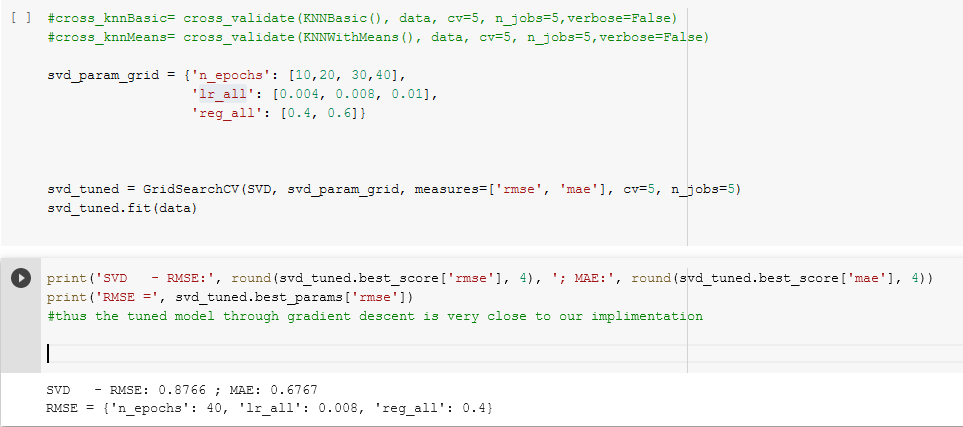 [ ] #cross_knnBasic= cross_validate(KNNBasic(), data, cv=5, n_jobs=5,verbose=False)
#cross_knnMeans= cross_validate(KNNWithMeans(), data, cv=5, n_jobs=5,verbose=False)
svd_param_grid = {'n_epochs': [10,20, 30,40],
'lr_all': [0.004, 0.008, 0.01],
'reg_all': [0.4, 0.6]}
svd_tuned = GridSearchCV(SVD, svd_param_grid, measures=['rmse', 'mae'], cv=5, n_jobs=5)
svd_tuned.fit(data)
print('SVD   - RMSE:', round(svd_tuned.best_score['rmse'], 4), '; MAE:', round(svd_tuned.best_score['mae'], 4))
print('RMSE =', svd_tuned.best_params['rmse'])
#thus the tuned model through gradient descent is very close to our implimentation
SVD   - RMSE: 0.8766 ; MAE: 0.6767
RMSE = {'n_epochs': 40, 'lr_all': 0.008, 'reg_all': 0.4}